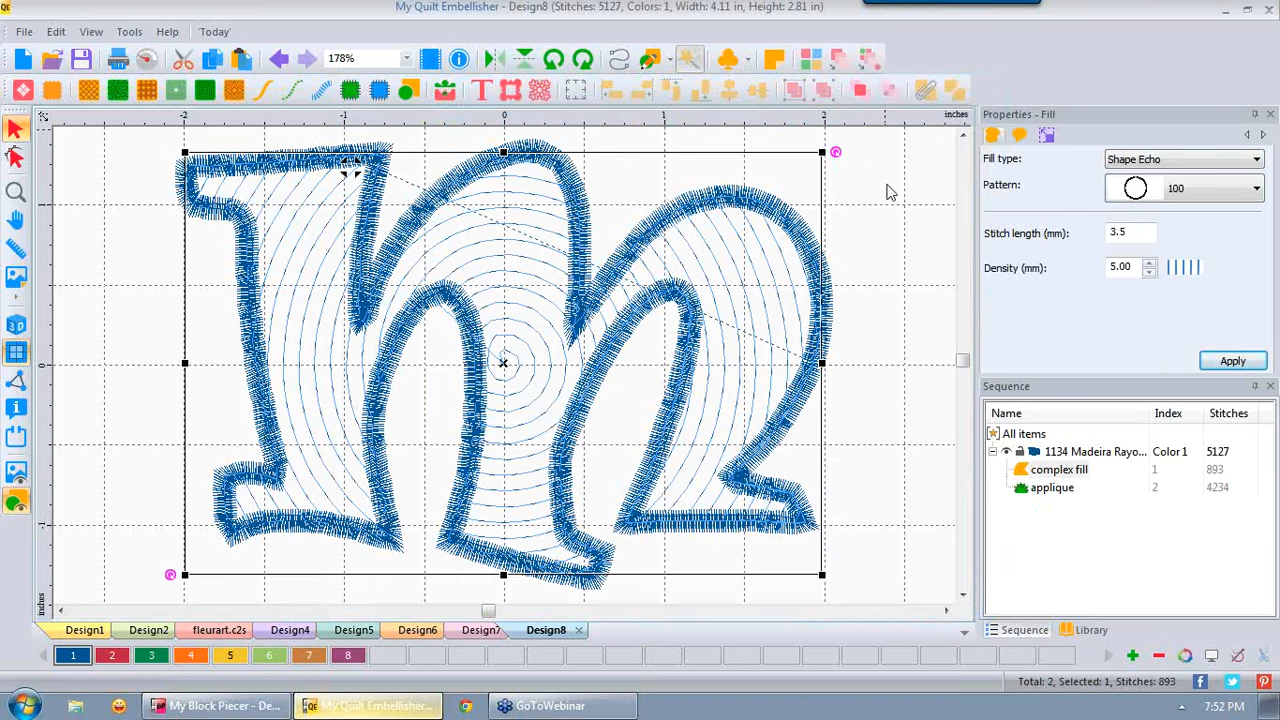 QE
My Quilt Embellisher - Design8 (Stitches: 5127, Colors: 1, Width: 4.11 in, Height: 2.81 in)
File Edit View Tools Help 'Today'
178%
inches
-2 -1 0 1 2
0
inches
Properties - Fill
Fill type: Shape Echo
Pattern: 100
Stitch length (mm): 3.5
Density (mm): 5.00
Apply
Sequence
Name Index Stitches
All items
1134 Madeira Rayo... Color 1 5127
complex fill 1 893
applique 2 4234
Sequence Library
Design1 Design2 fleurart.c2s Design4 Design5 Design6 Design7 Design8
1 2 3 4 5 6 7 8
Total: 2, Selected: 1, Stitches: 893
My Block Piecer - De... My Quilt Embellisher... GoToWebinar 7:52 PM